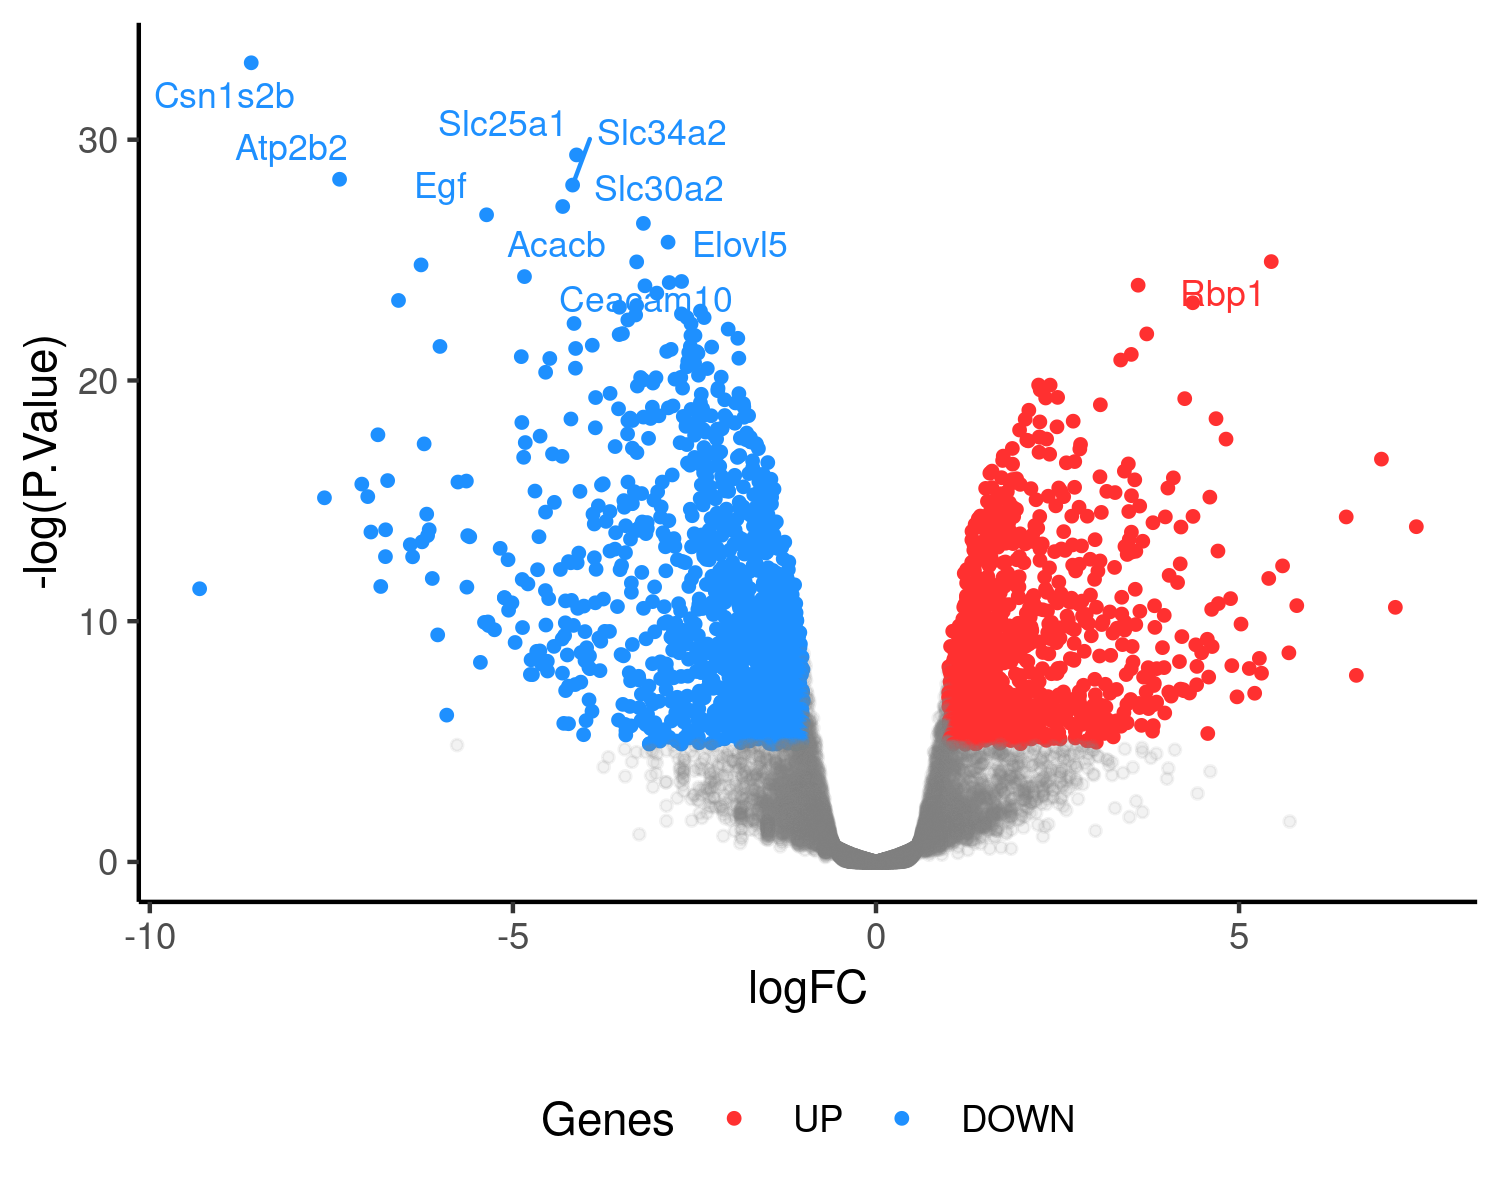 Csn1s2b
Slc25a1
Slc34a2
Atp2b2
Egf
Slc30a2
Acacb
Elovl5
Ceacam10
Rbp1
30
20
10
0
-log(P.Value)
-10
-5
0
5
logFC
Genes
UP
DOWN